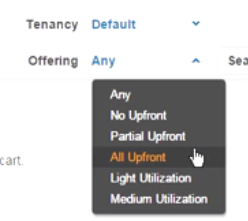 Tenancy Default
Offering Any Sea
Any
No Upfront
Partial Upfront
cart.
All Upfront
Light Utilization
Medium Utilization